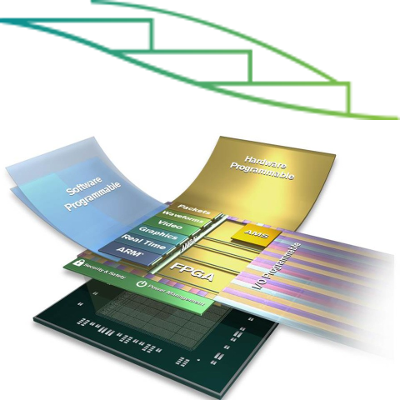 Software
Programmable
Hardware
Programmable
Packets
Waveforms
Video
Graphics
Real Time
ARM
AMS
FPGA
I/O Programmable
Security & Safety
Power Management